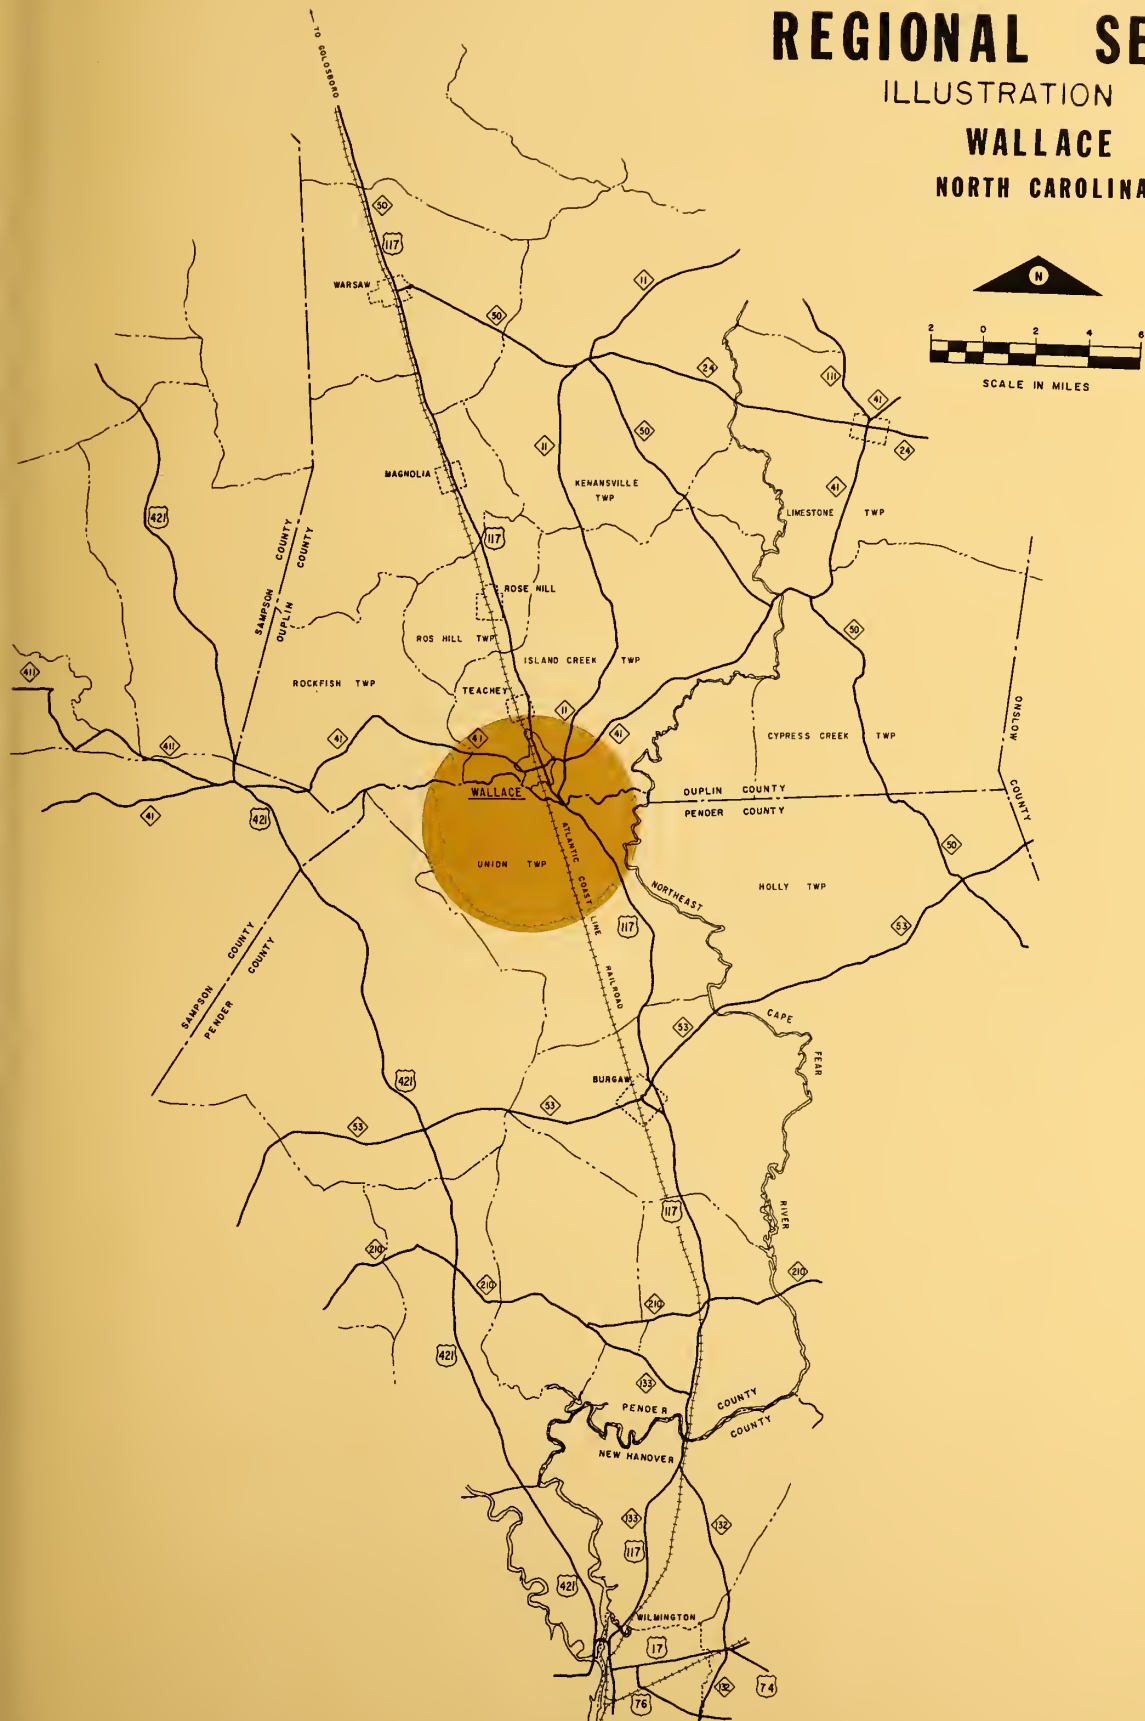 REGIONAL SE
ILLUSTRATION
WALLACE
NORTH CAROLINA
N
2 0 2 4 6
SCALE IN MILES
TO GOLDSBORO
50
117
WARSAW
50
11
24
111
41
24
11
50
41
MAGNOLIA
KENANSVILLE
TWP
LIMESTONE TWP
421
SAMPSON COUNTY
DUPLIN COUNTY
117
ROSE HILL
ROS HILL TWP
ISLAND CREEK TWP
50
411
ROCKFISH TWP
TEACHEY
11
41
41
41
411
CYPRESS CREEK TWP
ONSLOW COUNTY
WALLACE
DUPLIN COUNTY
PENDER COUNTY
41
421
50
ATLANTIC COAST LINE RAILROAD
UNION TWP
HOLLY TWP
NORTHEAST CAPE FEAR RIVER
117
53
SAMPSON COUNTY
PENDER COUNTY
53
421
BURGAW
53
53
117
210
210
210
210
421
133
PENDER COUNTY
NEW HANOVER COUNTY
133
117
132
421
WILMINGTON
17
76
132
74